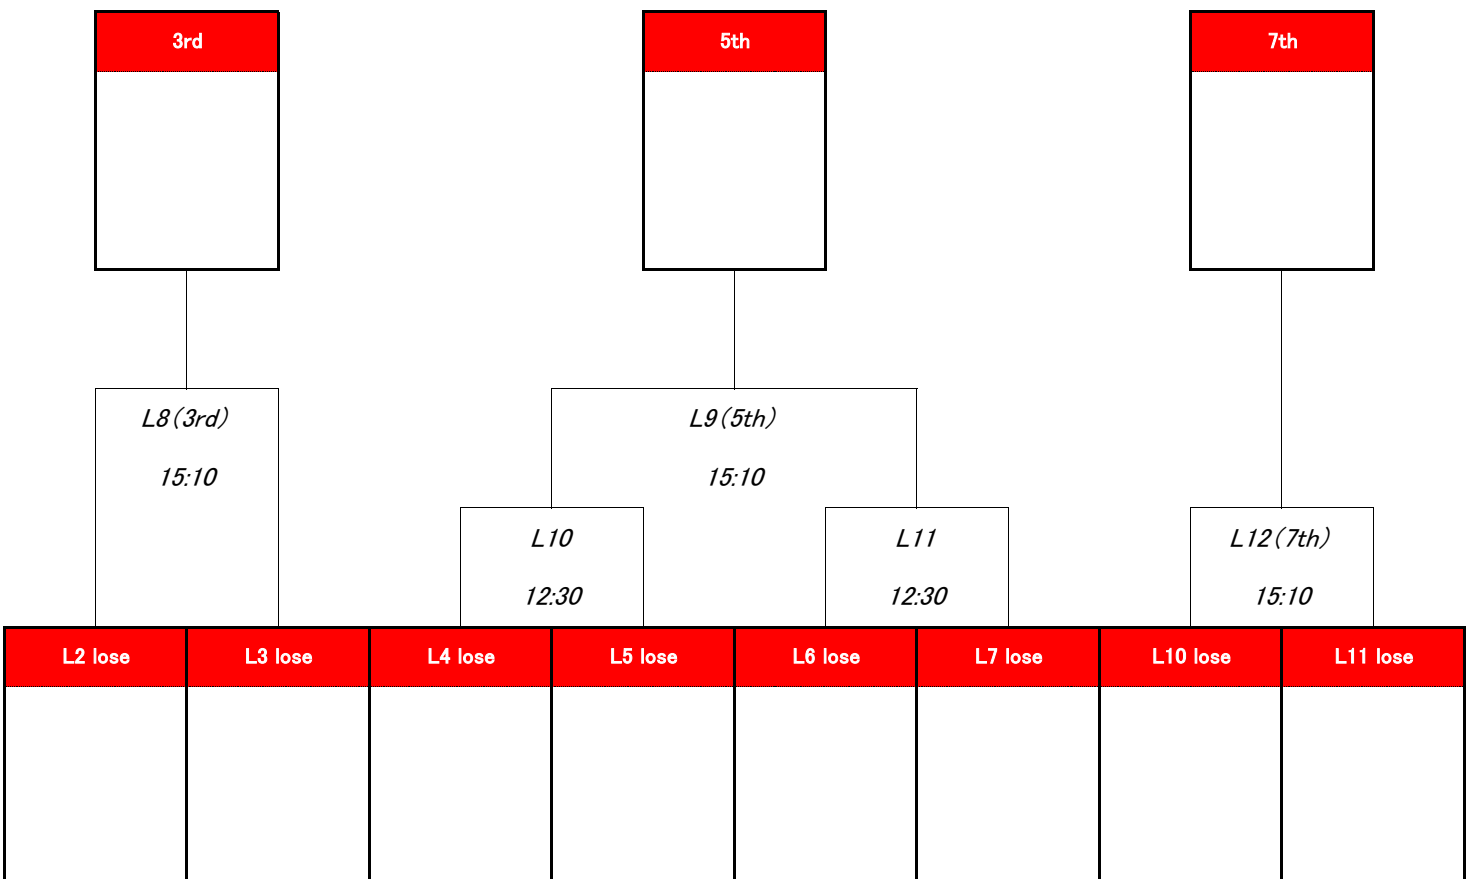 3rd
5th
7th
L8(3rd)
15:10
L9(5th)
15:10
L10
12:30
L11
12:30
L12(7th)
15:10
L2 lose
L3 lose
L4 lose
L5 lose
L6 lose
L7 lose
L10 lose
L11 lose